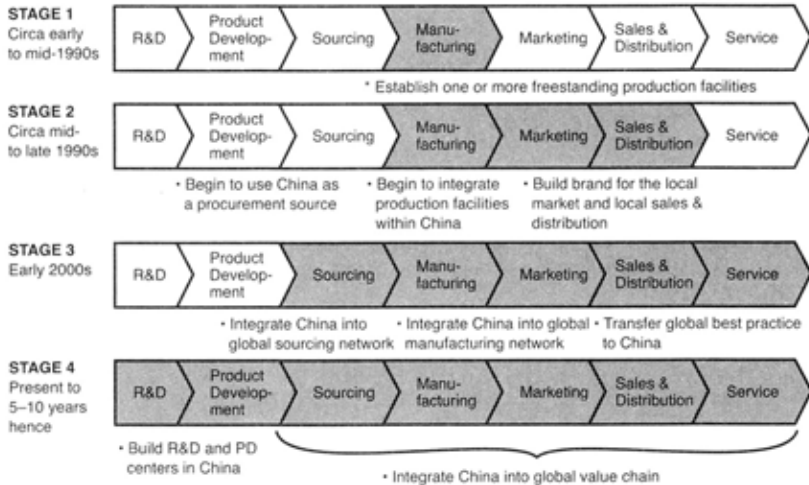 STAGE 1
Circa early
to mid-1990s
R&D
Product
Develop-
ment
Sourcing
Manu-
facturing
Marketing
Sales &
Distribution
Service
* Establish one or more freestanding production facilities
STAGE 2
Circa mid-
to late 1990s
R&D
Product
Develop-
ment
Sourcing
Manu-
facturing
Marketing
Sales &
Distribution
Service
• Begin to use China as
a procurement source
• Begin to integrate
production facilities
within China
• Build brand for the local
market and local sales &
distribution
STAGE 3
Early 2000s
R&D
Product
Develop-
ment
Sourcing
Manu-
facturing
Marketing
Sales &
Distribution
Service
• Integrate China into
global sourcing network
• Integrate China into global
manufacturing network
• Transfer global best practice
to China
STAGE 4
Present to
5–10 years
hence
R&D
Product
Develop-
ment
Sourcing
Manu-
facturing
Marketing
Sales &
Distribution
Service
• Build R&D and PD
centers in China
• Integrate China into global value chain